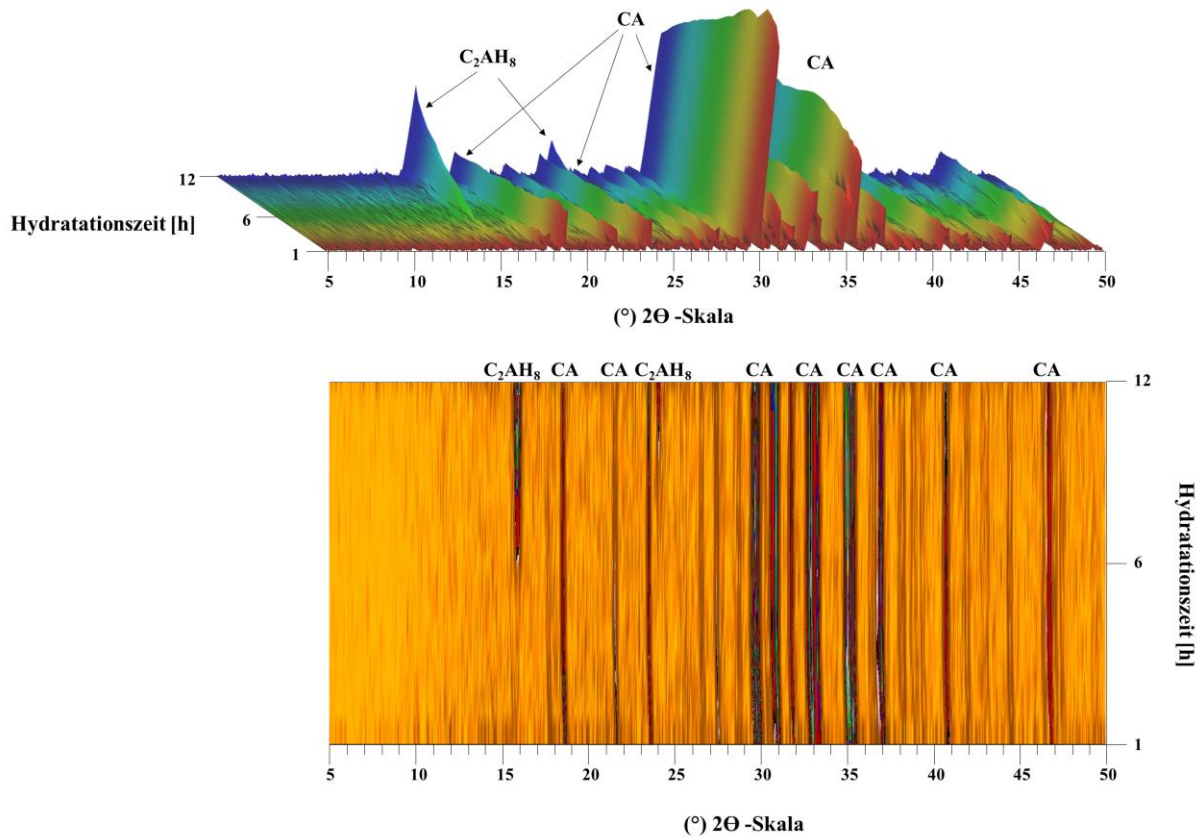 CA
C₂AH₈
CA
12
Hydratationszeit [h]
6
1
5 10 15 20 25 30 35 40 45 50
(°) 2Θ -Skala
C₂AH₈ CA CA C₂AH₈ CA CA CA CA CA CA
12
6
Hydratationszeit [h]
1
5 10 15 20 25 30 35 40 45 50
(°) 2Θ -Skala